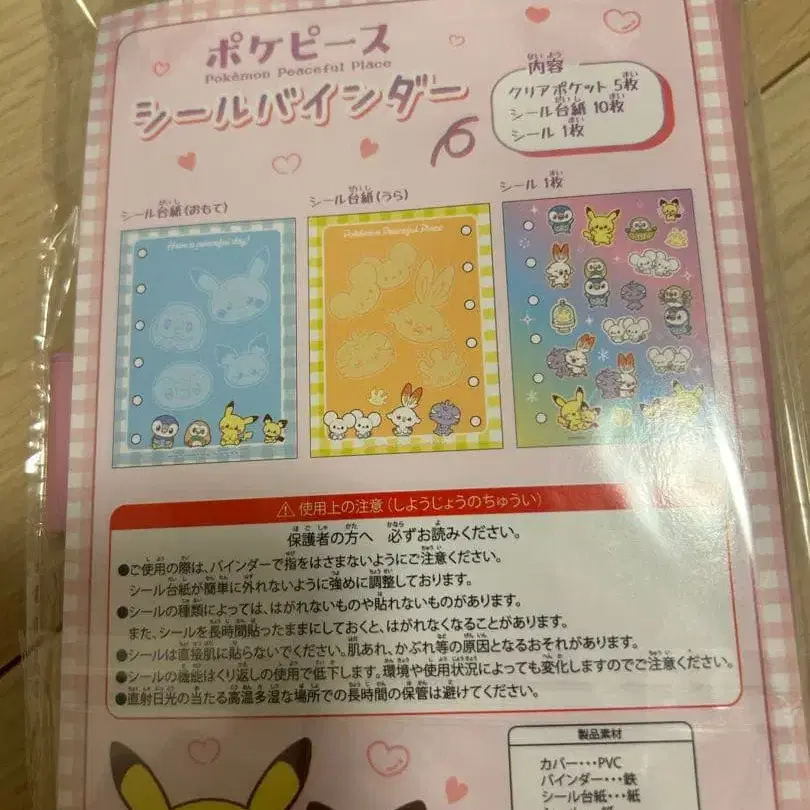 ポケピース
Pokémon Peaceful Place
シールバインダー
内容
クリアポケット 5枚
シール台紙 10枚
シール 1枚
シール台紙(おもて)
シール台紙(うら)
シール 1枚
Have a peaceful day!
Pokémon Peaceful Place
⚠使用上の注意(しようじょうのちゅうい)
保護者の方へ 必ずお読みください。
●ご使用の際は、バインダーで指をはさまないようにご注意ください。
シール台紙が簡単に外れないように強めに調整しております。
●シールの種類によっては、はがれないものや貼れないものがあります。
また、シールを長時間貼ったままにしておくと、はがれなくなることがあります。
●シールは直接肌に貼らないでください。肌あれ、かぶれ等の原因となるおそれがあります。
●シールの機能はくり返しの使用で低下します。環境や使用状況によっても変化しますのでご注意ください。
●直射日光の当たる高温多湿な場所での長時間の保管は避けてください。
製品素材
カバー･･･PVC
バインダー･･･鉄
シール台紙･･･紙